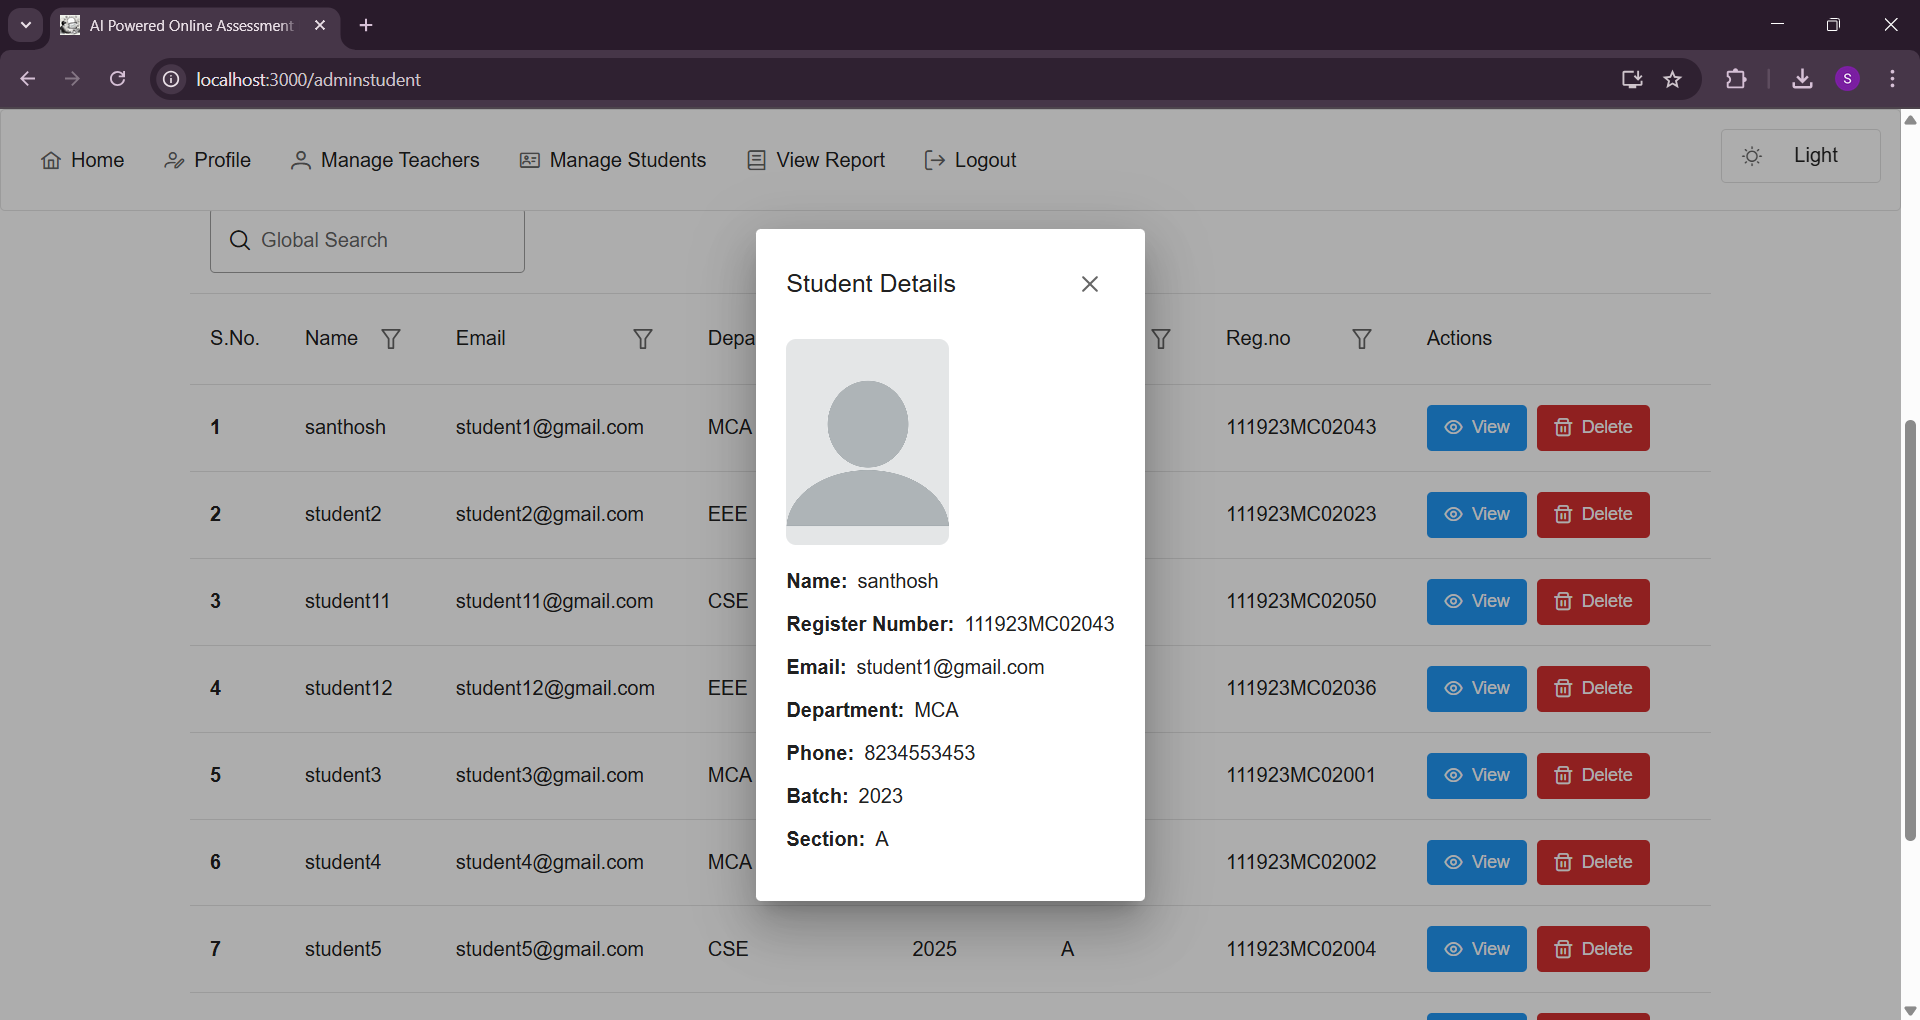 AI Powered Online Assessment
localhost:3000/adminstudent
S
Home Profile Manage Teachers Manage Students View Report Logout Light
Global Search
S.No. Name Email Depa Reg.no Actions
1 santhosh student1@gmail.com MCA 111923MC02043 View Delete
2 student2 student2@gmail.com EEE 111923MC02023 View Delete
3 student11 student11@gmail.com CSE 111923MC02050 View Delete
4 student12 student12@gmail.com EEE 111923MC02036 View Delete
5 student3 student3@gmail.com MCA 111923MC02001 View Delete
6 student4 student4@gmail.com MCA 111923MC02002 View Delete
7 student5 student5@gmail.com CSE 2025 A 111923MC02004 View Delete
Student Details
Name: santhosh
Register Number: 111923MC02043
Email: student1@gmail.com
Department: MCA
Phone: 8234553453
Batch: 2023
Section: A